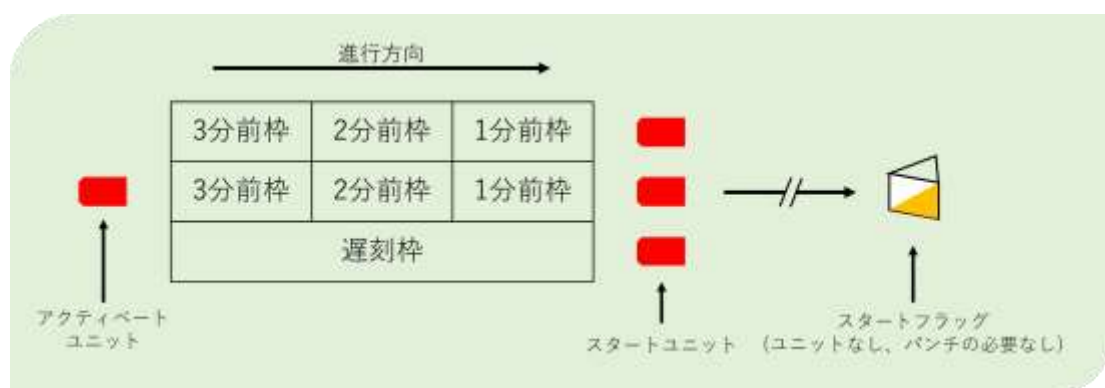 進行方向
3分前枠 2分前枠 1分前枠
3分前枠 2分前枠 1分前枠
遅刻枠
アクティベート
ユニット
スタートユニット
スタートフラッグ
(ユニットなし、パンチの必要なし)